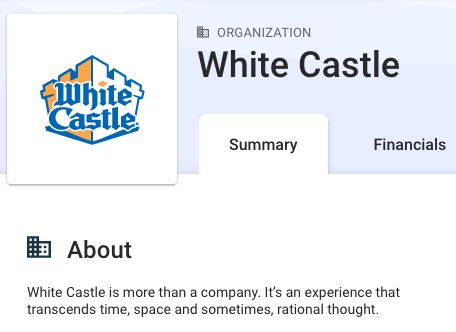 ORGANIZATION
White Castle
White
Castle
Summary
Financials
About
White Castle is more than a company. It’s an experience that
transcends time, space and sometimes, rational thought.